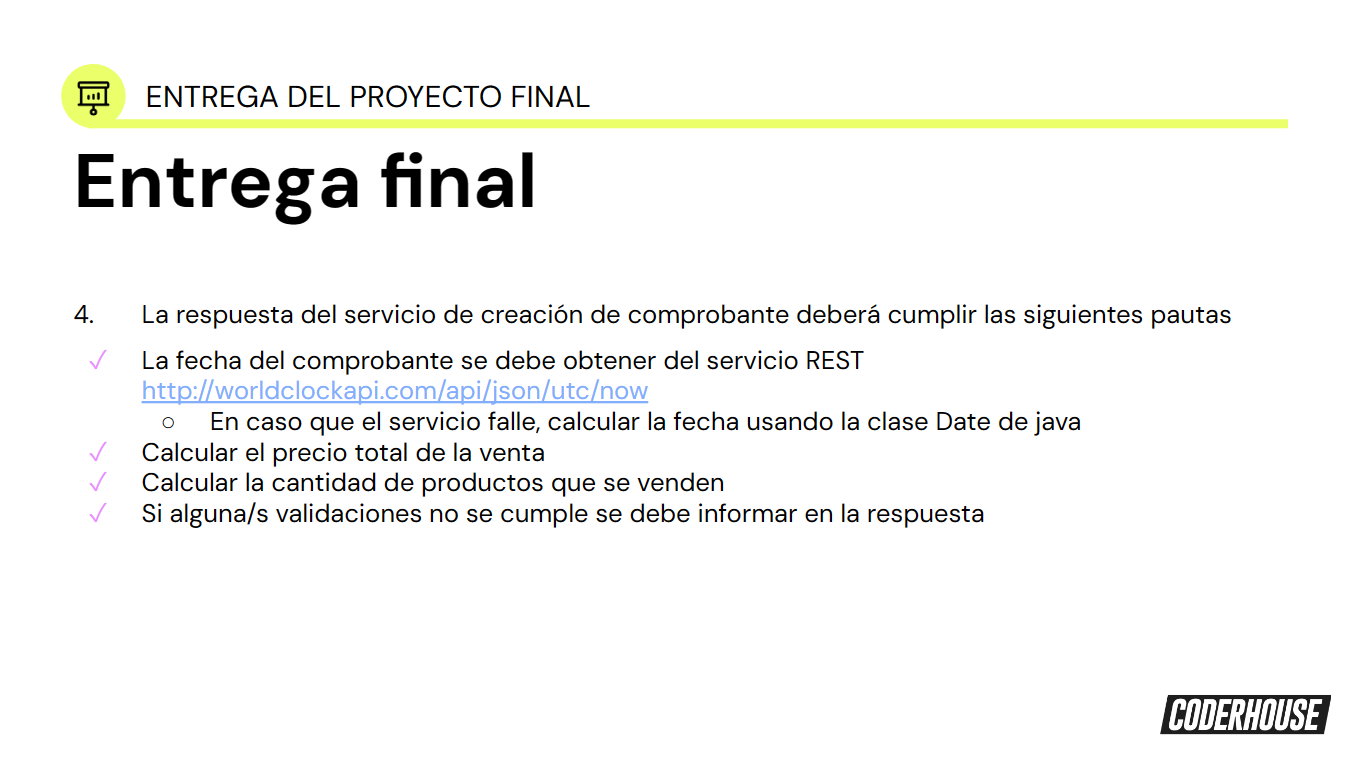 ENTREGA DEL PROYECTO FINAL
Entrega final
4. La respuesta del servicio de creación de comprobante deberá cumplir las siguientes pautas
✓ La fecha del comprobante se debe obtener del servicio REST
http://worldclockapi.com/api/json/utc/now
○ En caso que el servicio falle, calcular la fecha usando la clase Date de java
✓ Calcular el precio total de la venta
✓ Calcular la cantidad de productos que se venden
✓ Si alguna/s validaciones no se cumple se debe informar en la respuesta
CODERHOUSE